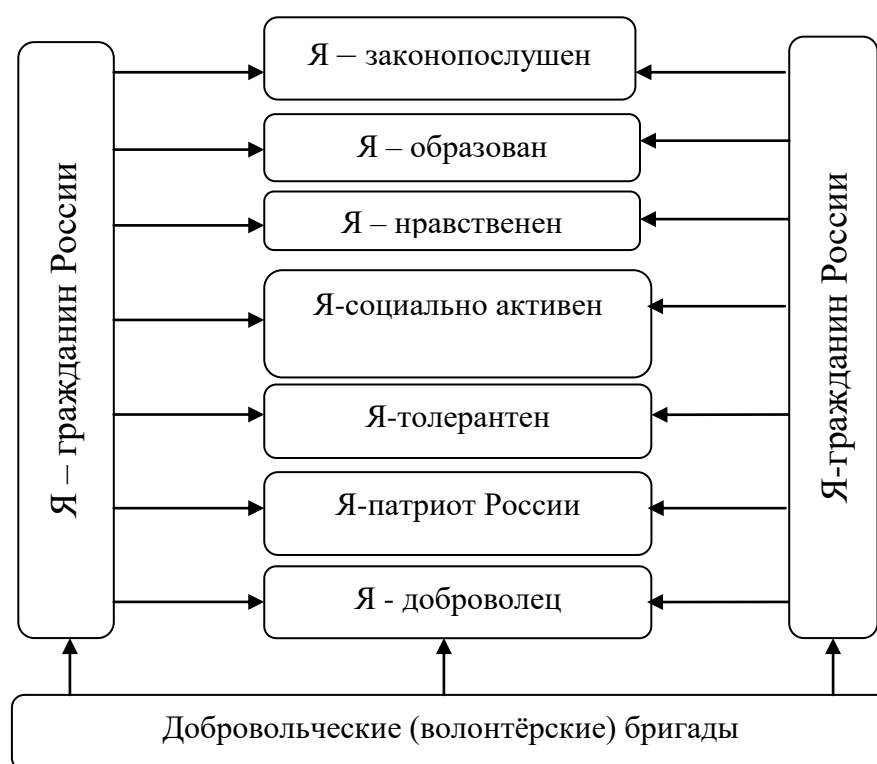 Я – гражданин России
Я – законопослушен
Я – образован
Я – нравственен
Я-социально активен
Я-толерантен
Я-патриот России
Я - доброволец
Я-гражданин России
Добровольческие (волонтёрские) бригады